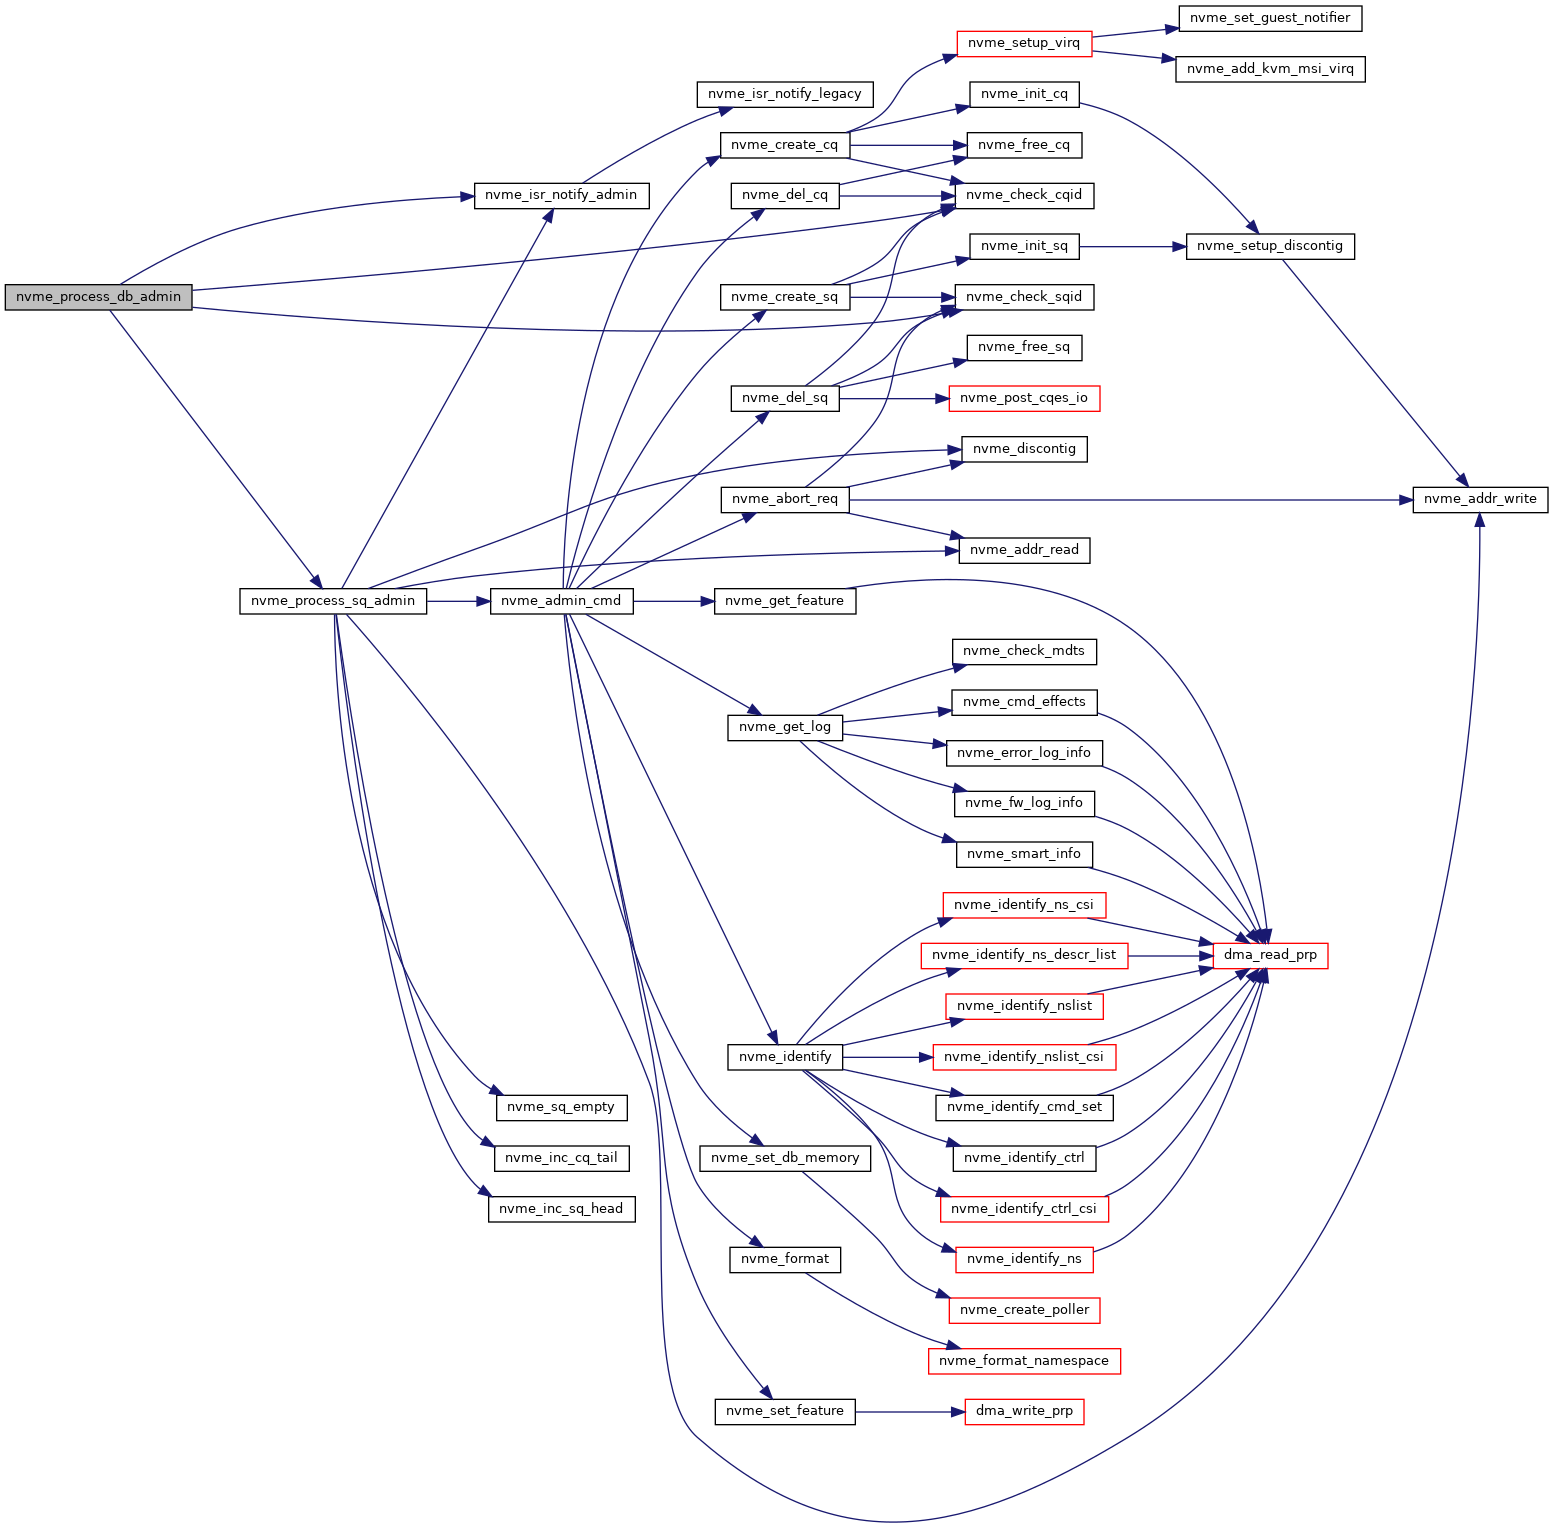 nvme_set_guest_notifier
nvme_setup_virq
nvme_add_kvm_msi_virq
nvme_isr_notify_legacy
nvme_init_cq
nvme_create_cq
nvme_free_cq
nvme_isr_notify_admin
nvme_del_cq
nvme_check_cqid
nvme_init_sq
nvme_setup_discontig
nvme_process_db_admin
nvme_create_sq
nvme_check_sqid
nvme_free_sq
nvme_del_sq
nvme_post_cqes_io
nvme_discontig
nvme_abort_req
nvme_addr_write
nvme_addr_read
nvme_process_sq_admin
nvme_admin_cmd
nvme_get_feature
nvme_check_mdts
nvme_cmd_effects
nvme_get_log
nvme_error_log_info
nvme_fw_log_info
nvme_smart_info
nvme_identify_ns_csi
nvme_identify_ns_descr_list
dma_read_prp
nvme_identify_nslist
nvme_identify
nvme_identify_nslist_csi
nvme_sq_empty
nvme_identify_cmd_set
nvme_inc_cq_tail
nvme_set_db_memory
nvme_identify_ctrl
nvme_inc_sq_head
nvme_identify_ctrl_csi
nvme_format
nvme_identify_ns
nvme_create_poller
nvme_format_namespace
nvme_set_feature
dma_write_prp